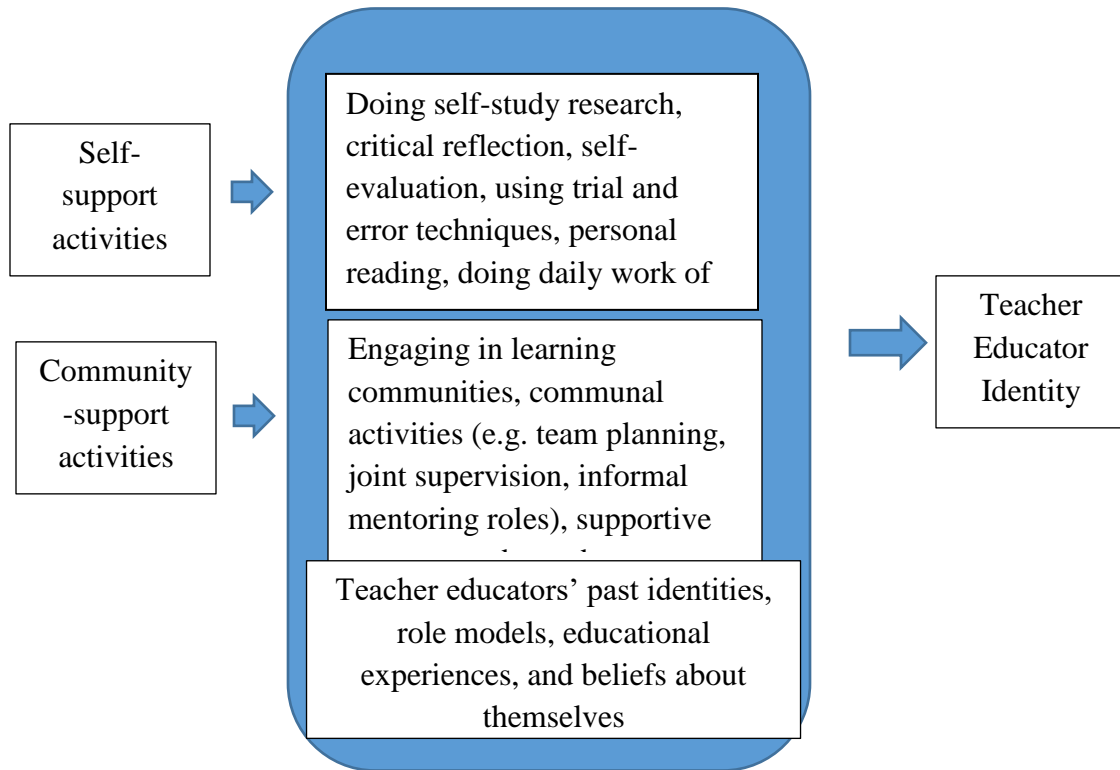 Self-
support
activities
Community
-support
activities
Doing self-study research,
critical reflection, self-
evaluation, using trial and
error techniques, personal
reading, doing daily work of
Engaging in learning
communities, communal
activities (e.g. team planning,
joint supervision, informal
mentoring roles), supportive
Teacher educators’ past identities,
role models, educational
experiences, and beliefs about
themselves
Teacher
Educator
Identity